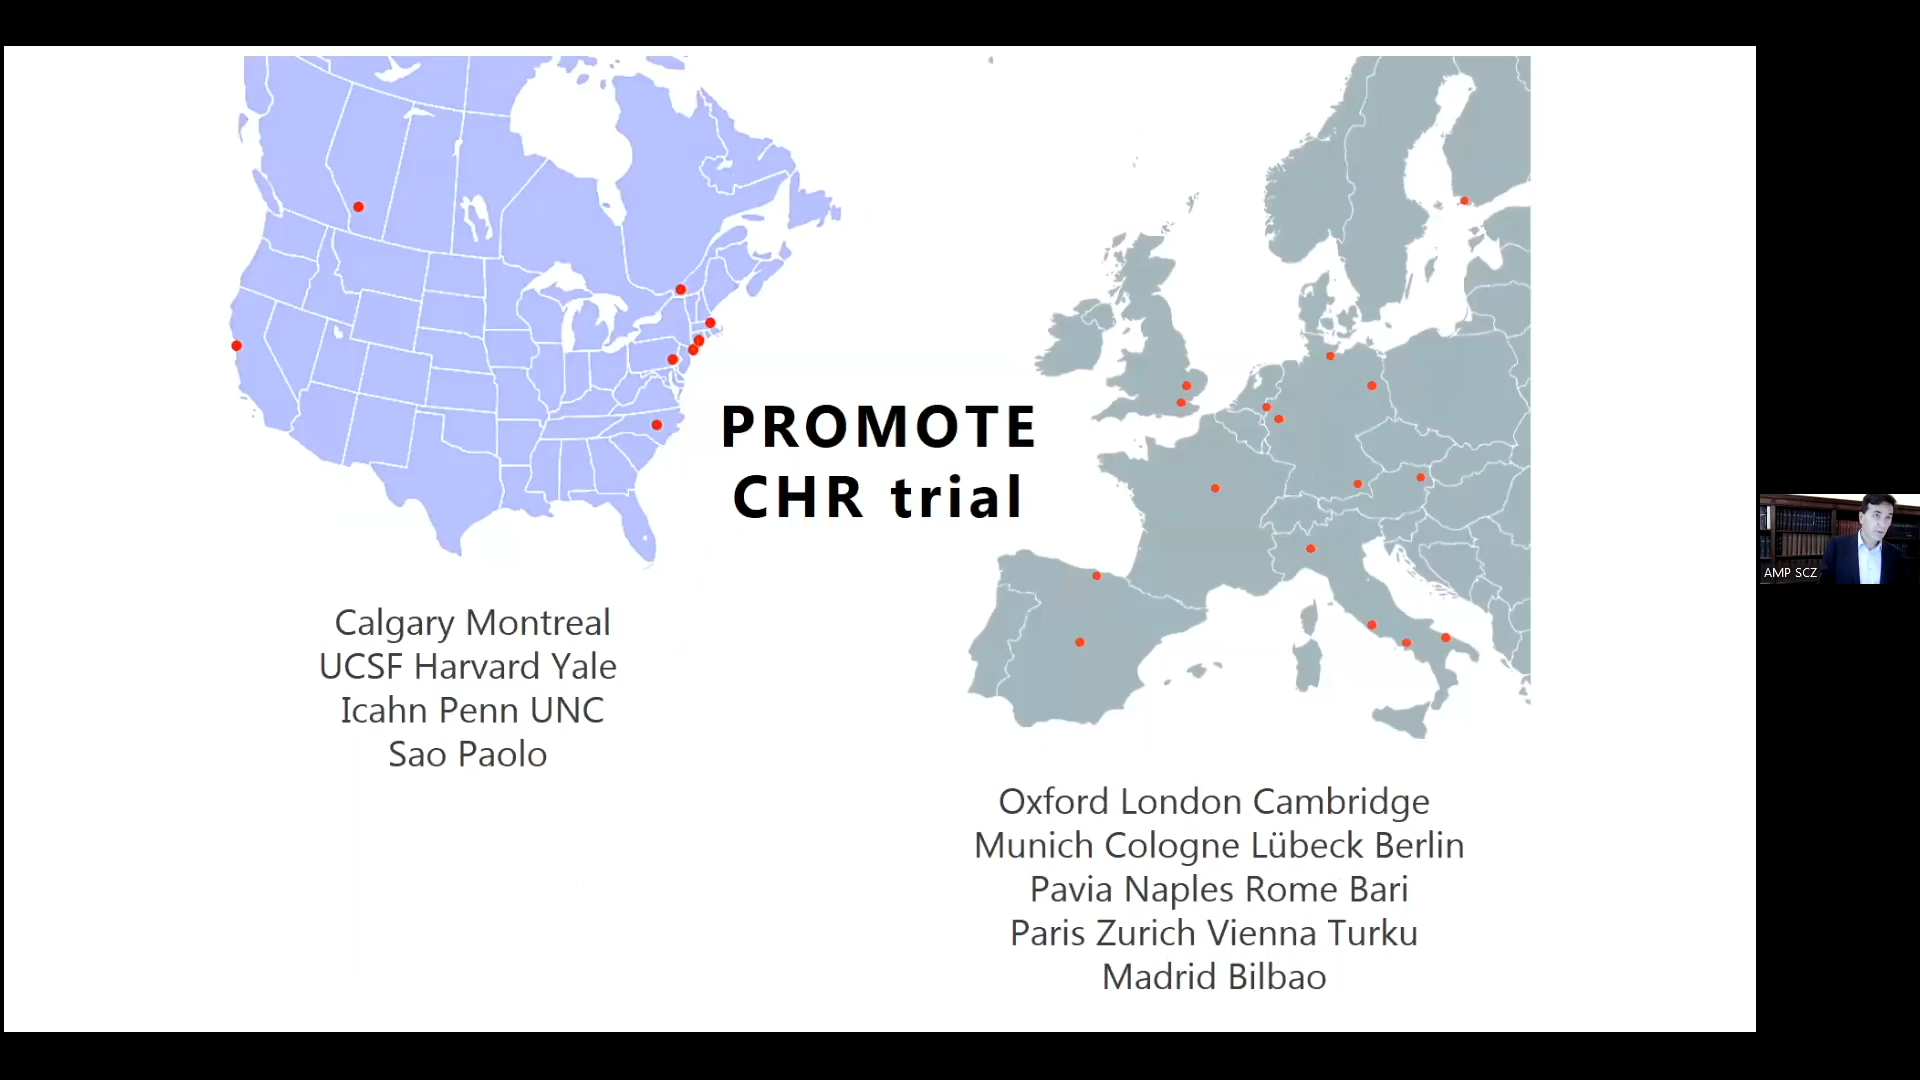 PROMOTE
CHR trial
Calgary Montreal
UCSF Harvard Yale
Icahn Penn UNC
Sao Paolo
Oxford London Cambridge
Munich Cologne Lübeck Berlin
Pavia Naples Rome Bari
Paris Zurich Vienna Turku
Madrid Bilbao
AMP SCZ